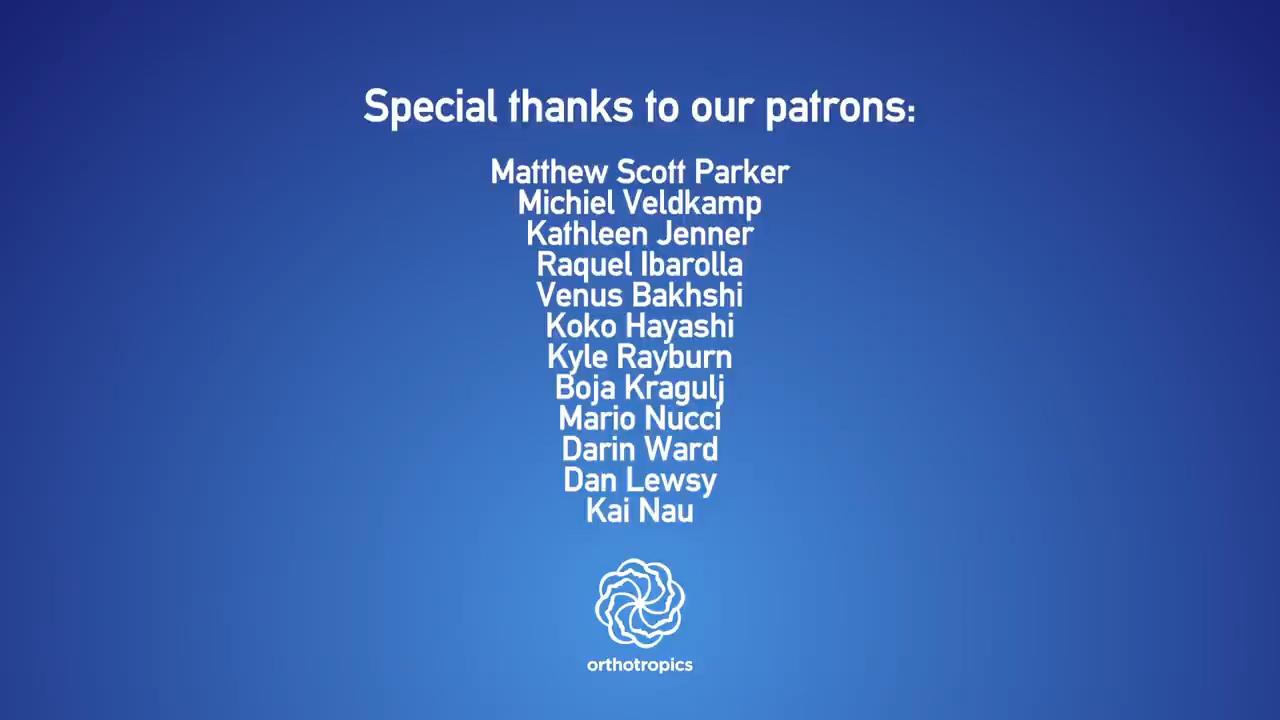 Special thanks to our patrons:
Matthew Scott Parker
Michiel Veldkamp
Kathleen Jenner
Raquel Ibarolla
Venus Bakhshi
Koko Hayashi
Kyle Rayburn
Boja Kragulj
Mario Nucci
Darin Ward
Dan Lewsy
Kai Nau
orthotropics